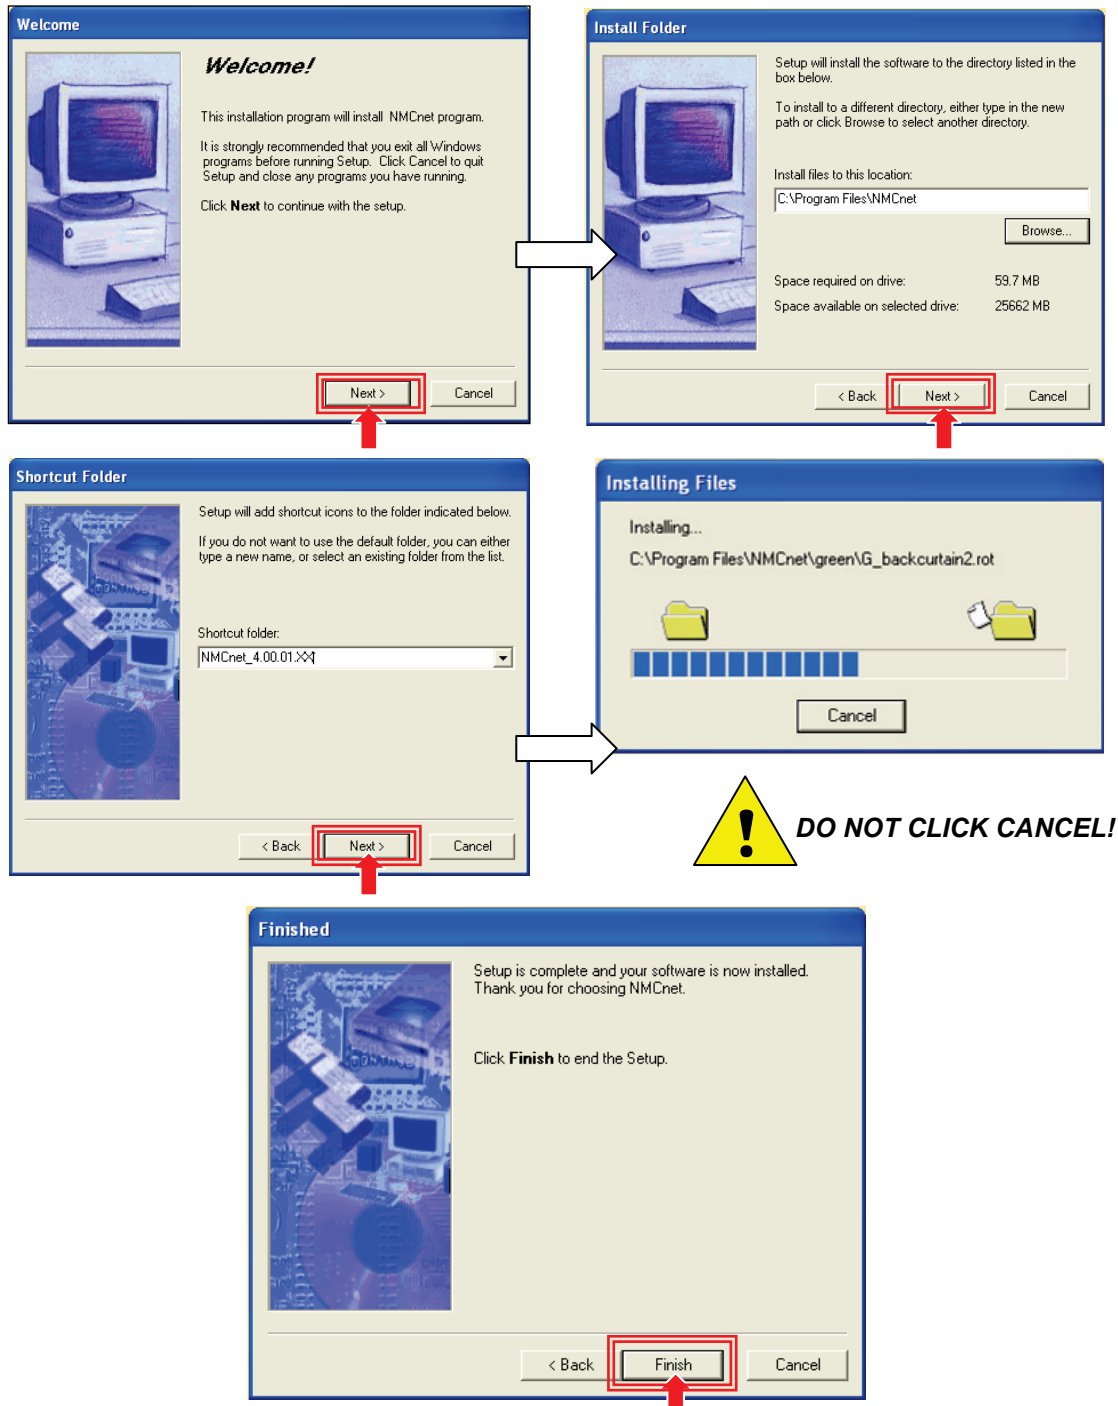 Welcome
Welcome!
This installation program will install  NMCnet program.
It is strongly recommended that you exit all Windows
programs before running Setup.  Click Cancel to quit
Setup and close any programs you have running.
Click Next to continue with the setup.
Next >
Cancel
Install Folder
Setup will install the software to the directory listed in the
box below.
To install to a different directory, either type in the new
path or click Browse to select another directory.
Install files to this location:
C:\Program Files\NMCnet
Browse...
Space required on drive: 59.7 MB
Space available on selected drive: 25662 MB
< Back
Next >
Cancel
Shortcut Folder
Setup will add shortcut icons to the folder indicated below.
If you do not want to use the default folder, you can either
type a new name, or select an existing folder from the list.
Shortcut folder:
NMCnet_4.00.01.XX
< Back
Next >
Cancel
Installing Files
Installing...
C:\Program Files\NMCnet\green\G_backcurtain2.rot
Cancel
! DO NOT CLICK CANCEL!
Finished
Setup is complete and your software is now installed.
Thank you for choosing NMCnet.
Click Finish to end the Setup.
< Back
Finish
Cancel